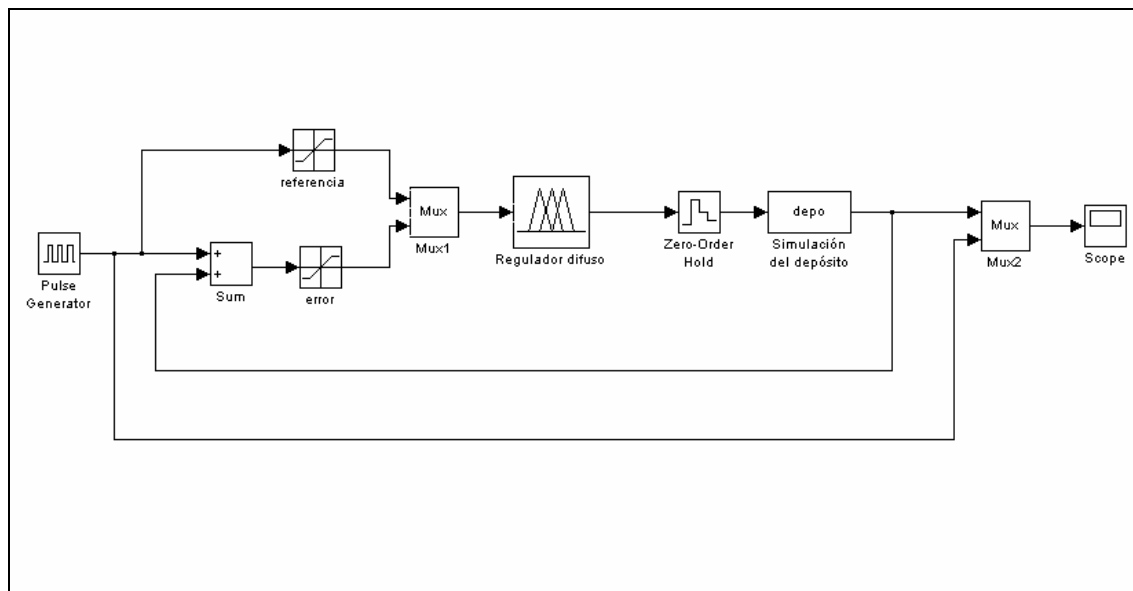 referencia
Mux
Mux1
Regulador difuso
Zero-Order
Hold
depo
Simulación
del depósito
Mux
Mux2
Scope
Pulse
Generator
+
+
Sum
error